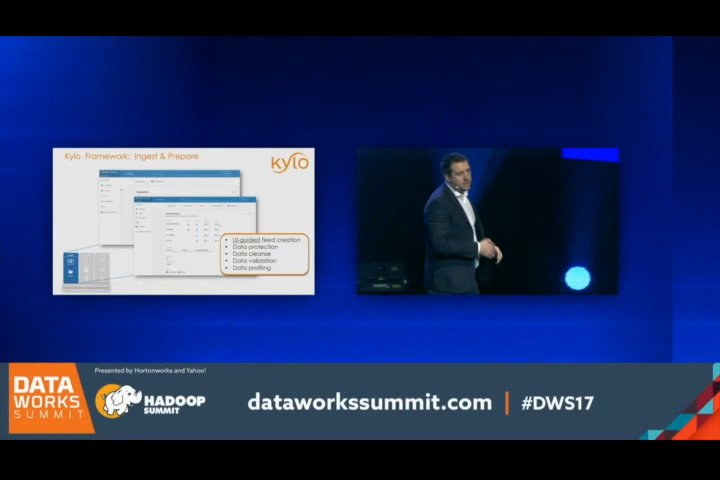 Kylo Framework: Ingest & Prepare
kylo
• UI-guided feed creation
• Data protection
• Data cleanse
• Data validation
• Data profiling
Presented by Hortonworks and Yahoo!
DATA
WORKS
SUMMIT
HADOOP
SUMMIT
dataworkssummit.com | #DWS17